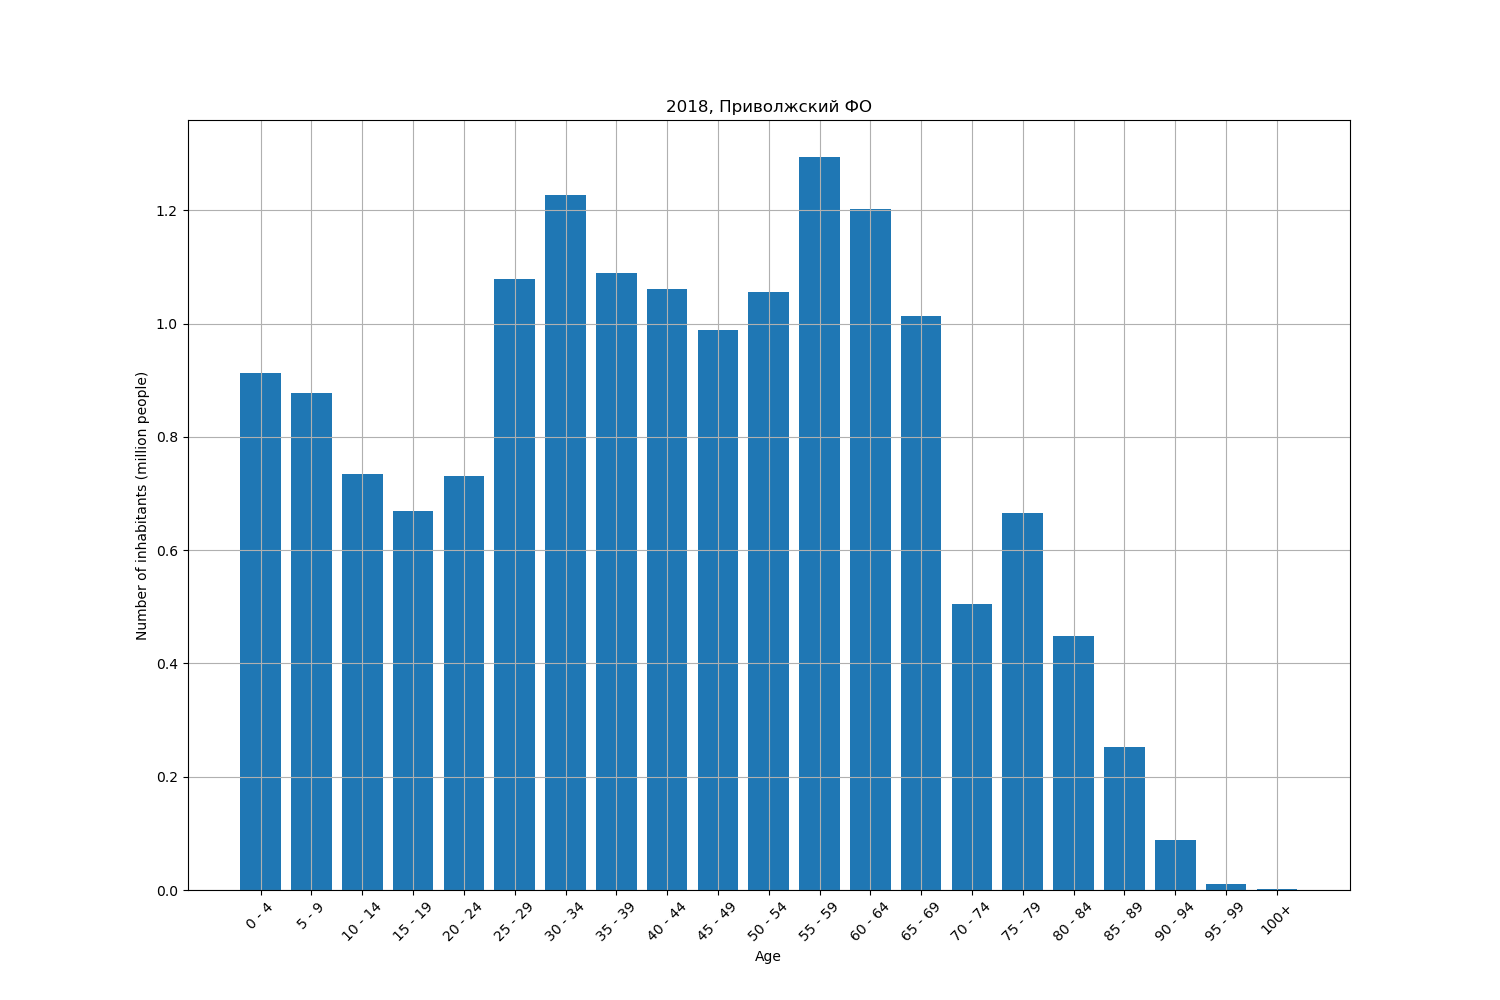 2018, Приволжский ФО
Number of inhabitants (million people)
1.2
1.0
0.8
0.6
0.4
0.2
0.0
0 - 4
5 - 9
10 - 14
15 - 19
20 - 24
25 - 29
30 - 34
35 - 39
40 - 44
45 - 49
50 - 54
55 - 59
60 - 64
65 - 69
70 - 74
75 - 79
80 - 84
85 - 89
90 - 94
95 - 99
100+
Age